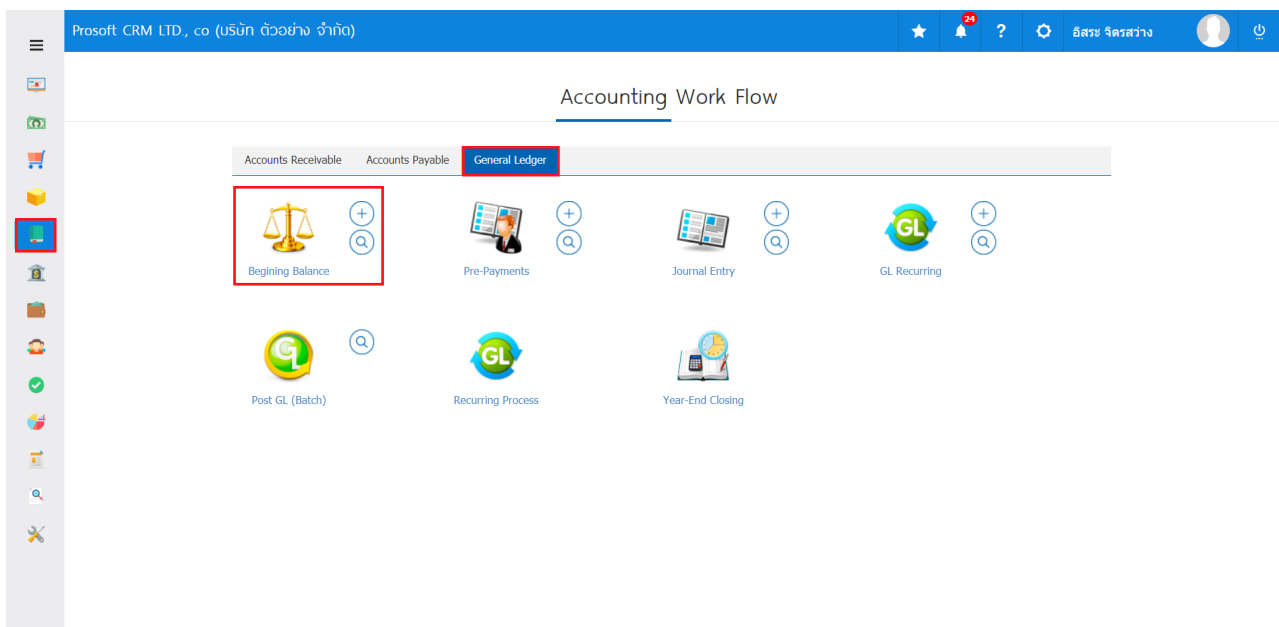 Prosoft CRM LTD., co (บริษัท ตัวอย่าง จำกัด)
24
?
อิสระ จิตรสว่าง
Accounting Work Flow
Accounts Receivable Accounts Payable General Ledger
Begining Balance Pre-Payments Journal Entry GL Recurring
GL
Post GL (Batch) Recurring Process Year-End Closing
GL